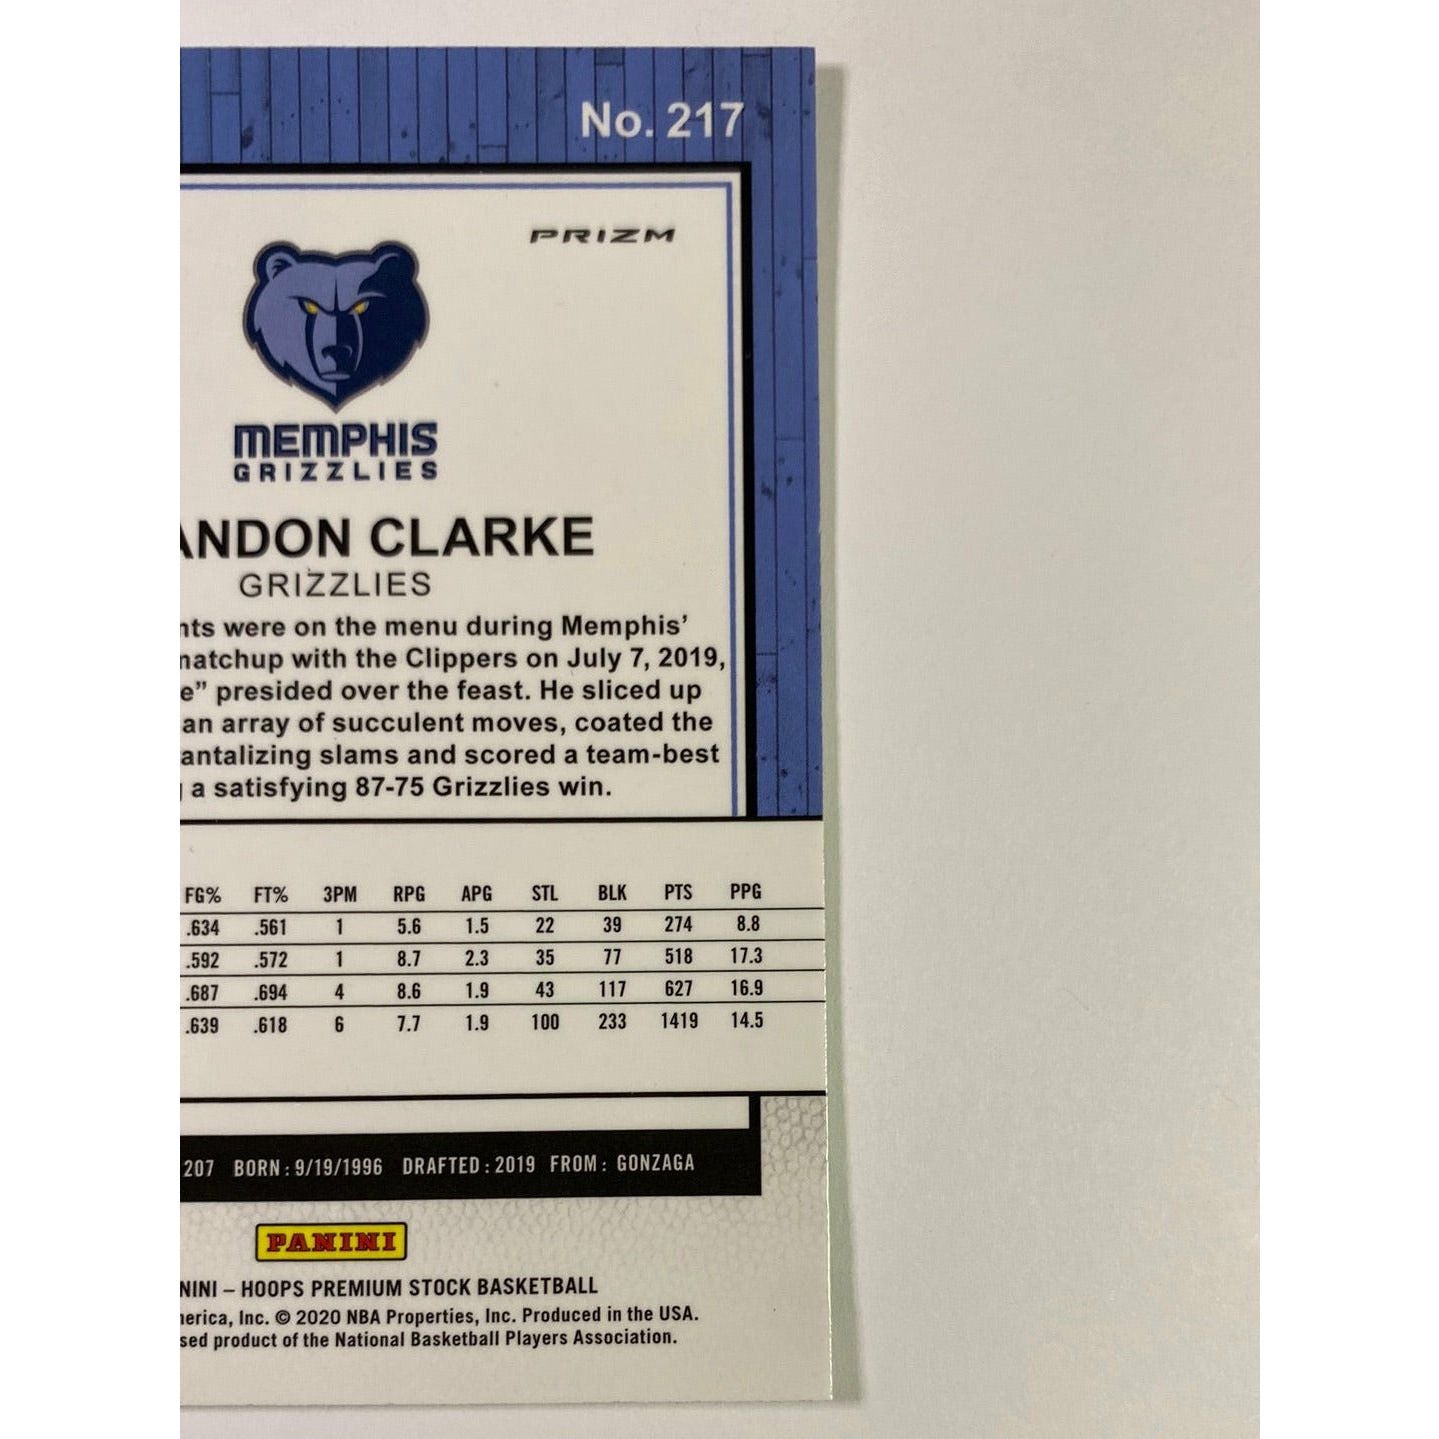 No. 217
PRIZM
MEMPHIS
GRIZZLIES
ANDON CLARKE
GRIZZLIES
nts were on the menu during Memphis'
natchup with the Clippers on July 7, 2019,
e” presided over the feast. He sliced up
an array of succulent moves, coated the
antalizing slams and scored a team-best
a satisfying 87-75 Grizzlies win.
FG% FT% 3PM RPG APG STL BLK PTS PPG
.634 .561 1 5.6 1.5 22 39 274 8.8
.592 .572 1 8.7 2.3 35 77 518 17.3
.687 .694 4 8.6 1.9 43 117 627 16.9
.639 .618 6 7.7 1.9 100 233 1419 14.5
207 BORN: 9/19/1996 DRAFTED: 2019 FROM: GONZAGA
PANINI
NINI – HOOPS PREMIUM STOCK BASKETBALL
nerica, Inc. © 2020 NBA Properties, Inc. Produced in the USA.
sed product of the National Basketball Players Association.